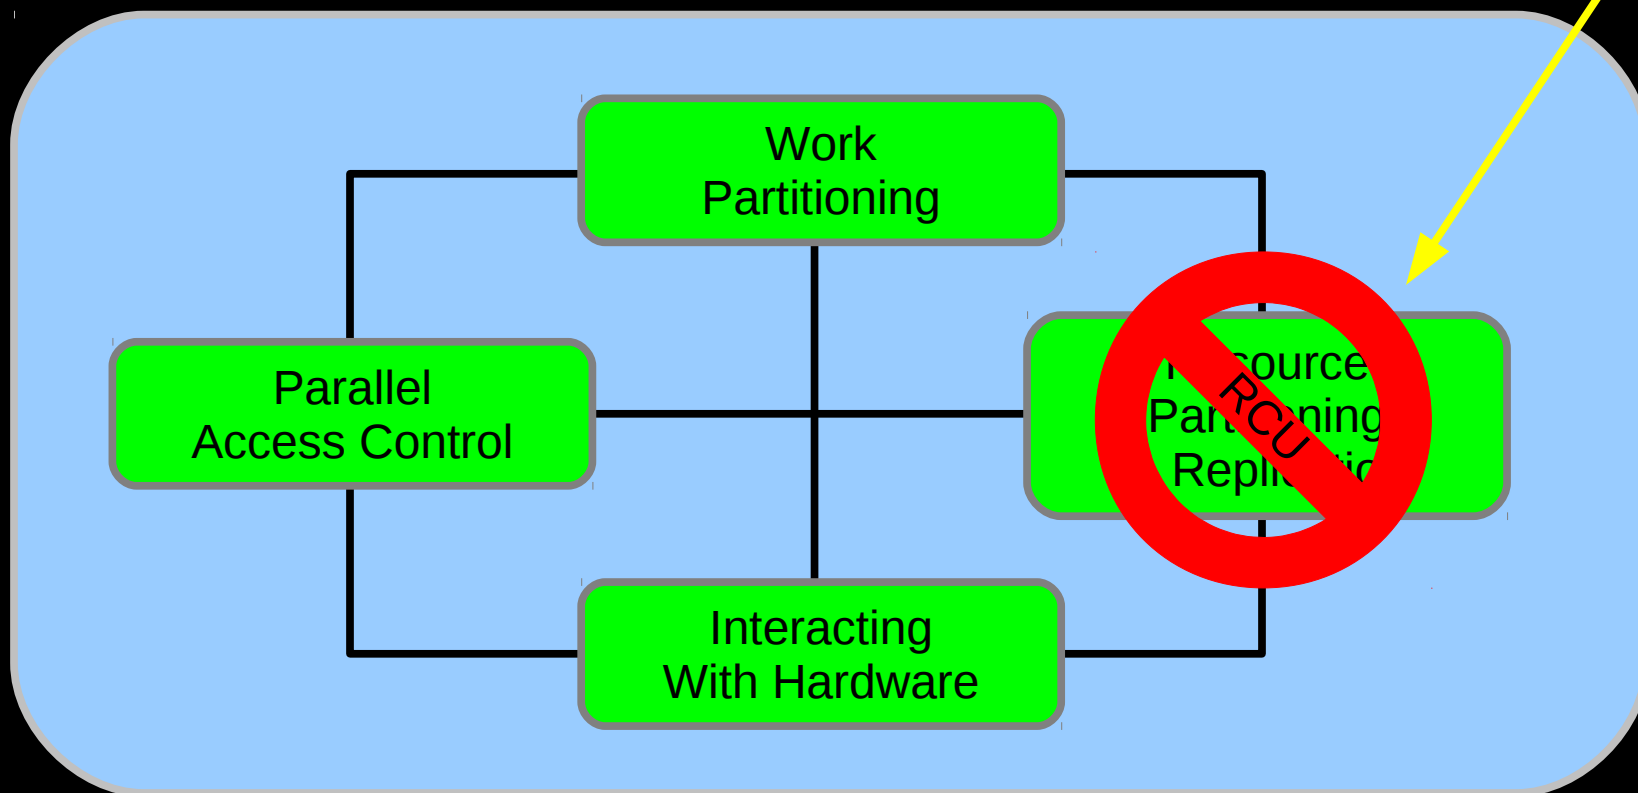 Work
Partitioning
Parallel
Access Control
RCU
Interacting
With Hardware